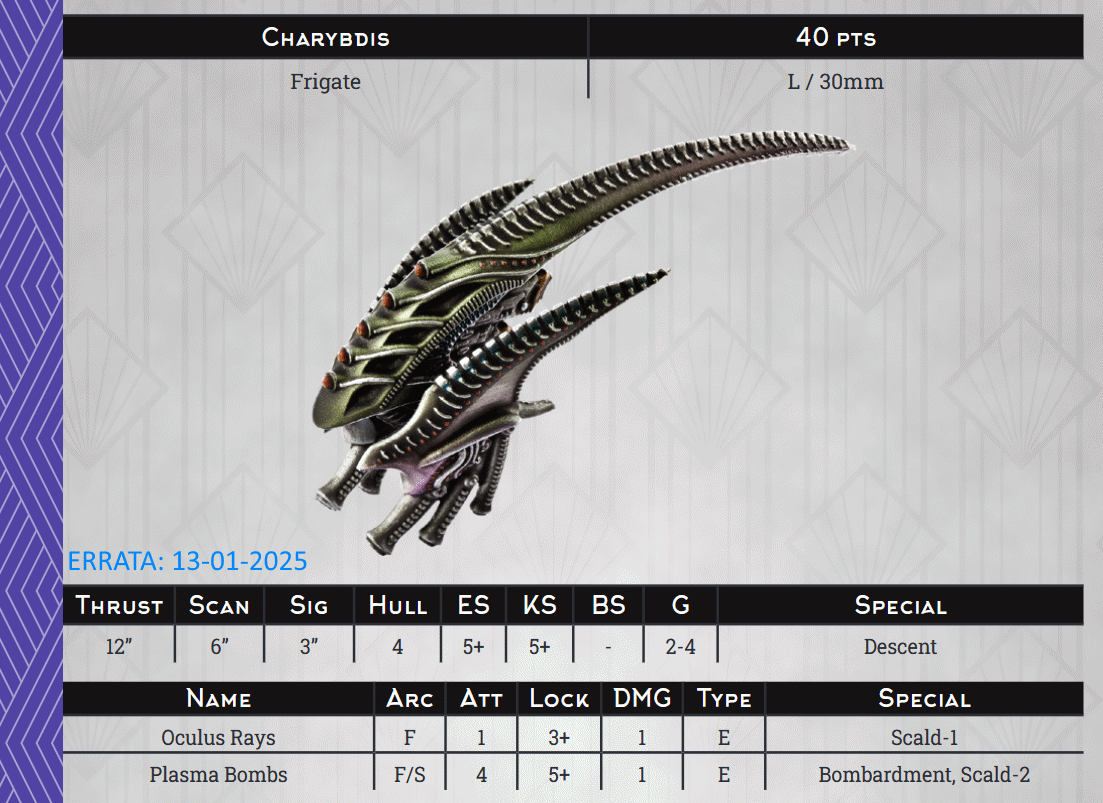 Charybdis 40 pts
Frigate L / 30mm
ERRATA: 13-01-2025
Thrust Scan Sig Hull ES KS BS G Special
12” 6” 3” 4 5+ 5+ - 2-4 Descent
Name Arc Att Lock DMG Type Special
Oculus Rays F 1 3+ 1 E Scald-1
Plasma Bombs F/S 4 5+ 1 E Bombardment, Scald-2